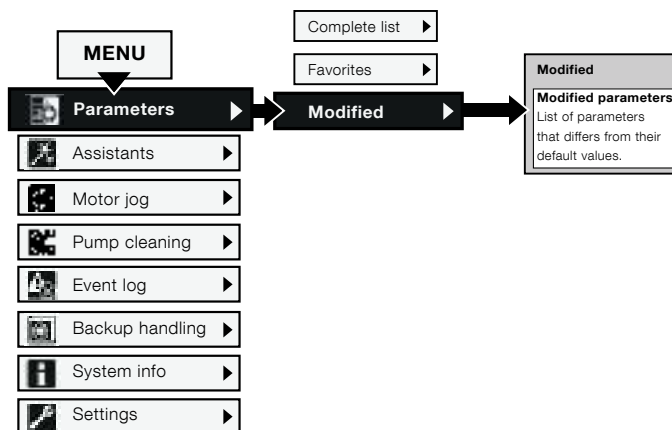 MENU
Parameters
Assistants
Motor jog
Pump cleaning
Event log
Backup handling
System info
Settings
Complete list
Favorites
Modified
Modified
Modified parameters
List of parameters
that differs from their
default values.